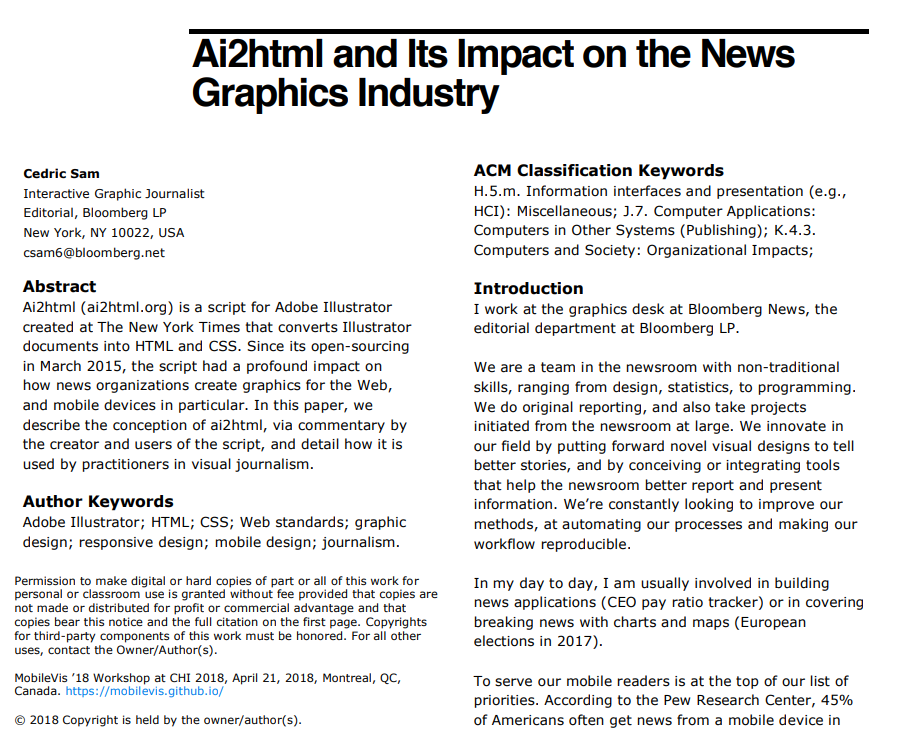 Ai2html and Its Impact on the News
Graphics Industry
Cedric Sam
Interactive Graphic Journalist
Editorial, Bloomberg LP
New York, NY 10022, USA
csam6@bloomberg.net
Abstract
Ai2html (ai2html.org) is a script for Adobe Illustrator
created at The New York Times that converts Illustrator
documents into HTML and CSS. Since its open-sourcing
in March 2015, the script had a profound impact on
how news organizations create graphics for the Web,
and mobile devices in particular. In this paper, we
describe the conception of ai2html, via commentary by
the creator and users of the script, and detail how it is
used by practitioners in visual journalism.
Author Keywords
Adobe Illustrator; HTML; CSS; Web standards; graphic
design; responsive design; mobile design; journalism.
Permission to make digital or hard copies of part or all of this work for
personal or classroom use is granted without fee provided that copies are
not made or distributed for profit or commercial advantage and that
copies bear this notice and the full citation on the first page. Copyrights
for third-party components of this work must be honored. For all other
uses, contact the Owner/Author(s).
MobileVis ’18 Workshop at CHI 2018, April 21, 2018, Montreal, QC,
Canada. https://mobilevis.github.io/
© 2018 Copyright is held by the owner/author(s).
ACM Classification Keywords
H.5.m. Information interfaces and presentation (e.g.,
HCI): Miscellaneous; J.7. Computer Applications:
Computers in Other Systems (Publishing); K.4.3.
Computers and Society: Organizational Impacts;
Introduction
I work at the graphics desk at Bloomberg News, the
editorial department at Bloomberg LP.
We are a team in the newsroom with non-traditional
skills, ranging from design, statistics, to programming.
We do original reporting, and also take projects
initiated from the newsroom at large. We innovate in
our field by putting forward novel visual designs to tell
better stories, and by conceiving or integrating tools
that help the newsroom better report and present
information. We’re constantly looking to improve our
methods, at automating our processes and making our
workflow reproducible.
In my day to day, I am usually involved in building
news applications (CEO pay ratio tracker) or in covering
breaking news with charts and maps (European
elections in 2017).
To serve our mobile readers is at the top of our list of
priorities. According to the Pew Research Center, 45%
of Americans often get news from a mobile device in